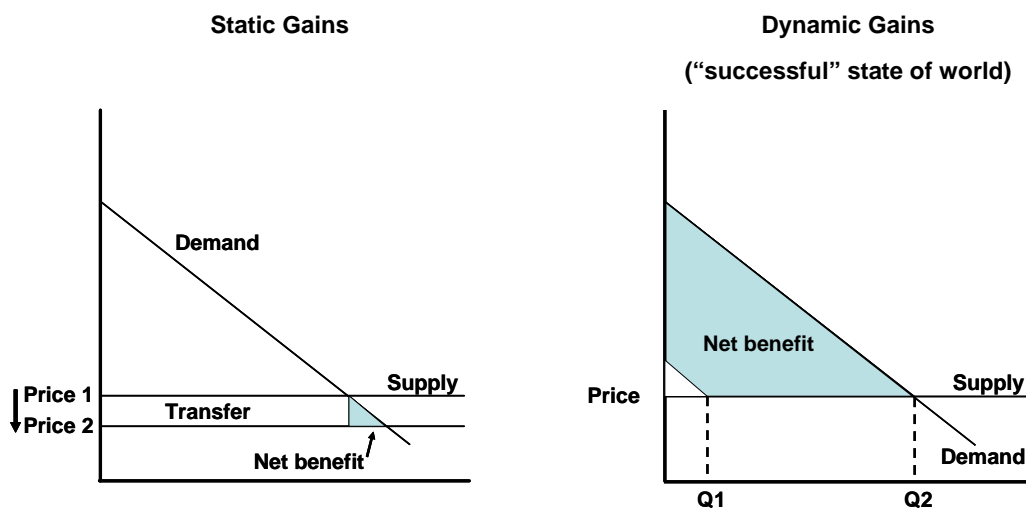 Static Gains
Demand
Price 1
Supply
Transfer
Price 2
Net benefit
Dynamic Gains
(“successful” state of world)
Net benefit
Price
Supply
Demand
Q1
Q2